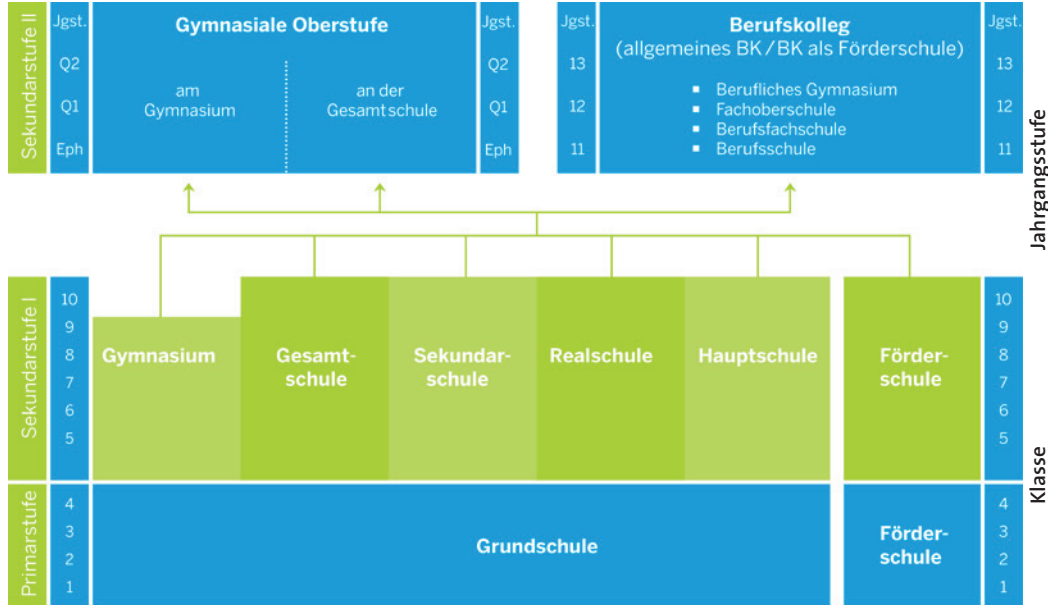 Sekundarstufe II
Jgst.
Q2
Q1
Eph
Gymnasiale Oberstufe
am
Gymnasium
an der
Gesamtschule
Jgst.
Q2
Q1
Eph
Jgst.
13
12
11
Berufskolleg
(allgemeines BK/BK als Förderschule)
Berufliches Gymnasium
Fachoberschule
Berufsfachschule
Berufsschule
Jgst.
13
12
11
Jahrgangsstufe
Sekundarstufe I
10
9
8
7
6
5
Gymnasium
Gesamt-
schule
Sekundar-
schule
Realschule
Hauptschule
Förder-
schule
10
9
8
7
6
5
Klasse
Primarstufe
4
3
2
1
Grundschule
Förder-
schule
4
3
2
1